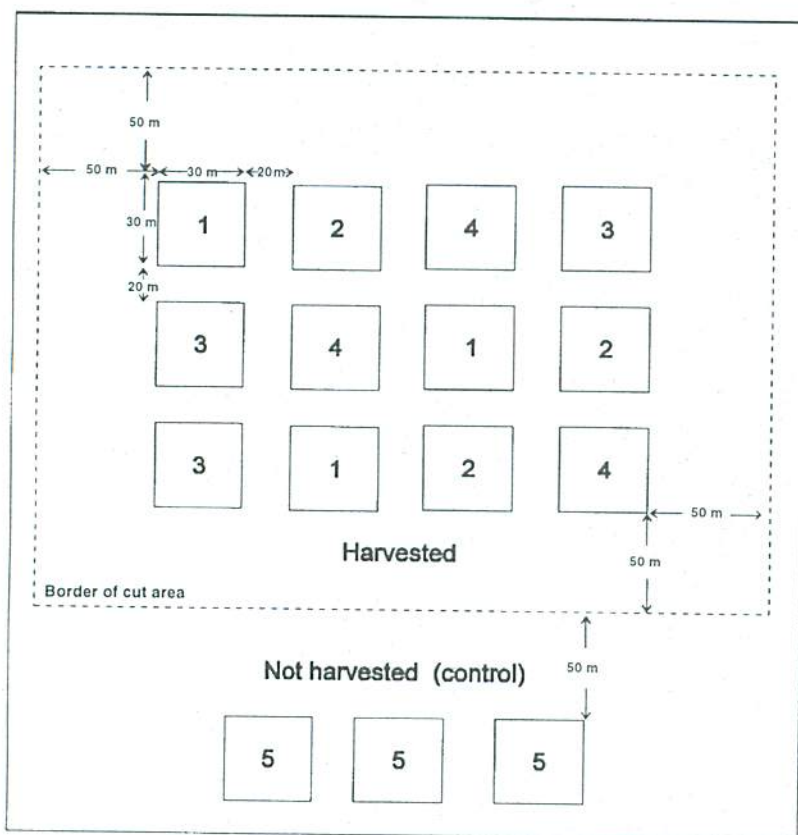 50 m
50 m 30 m 20m
30 m 1 2 4 3
20 m
3 4 1 2
3 1 2 4
50 m
Harvested
50 m
Border of cut area
Not harvested (control) 50 m
5 5 5